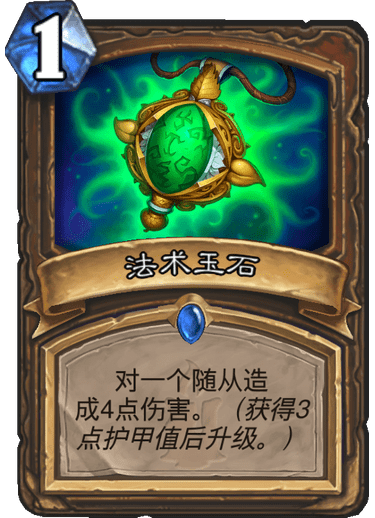 1
法术玉石
对一个随从造
成4点伤害。（获得3
点护甲值后升级。）